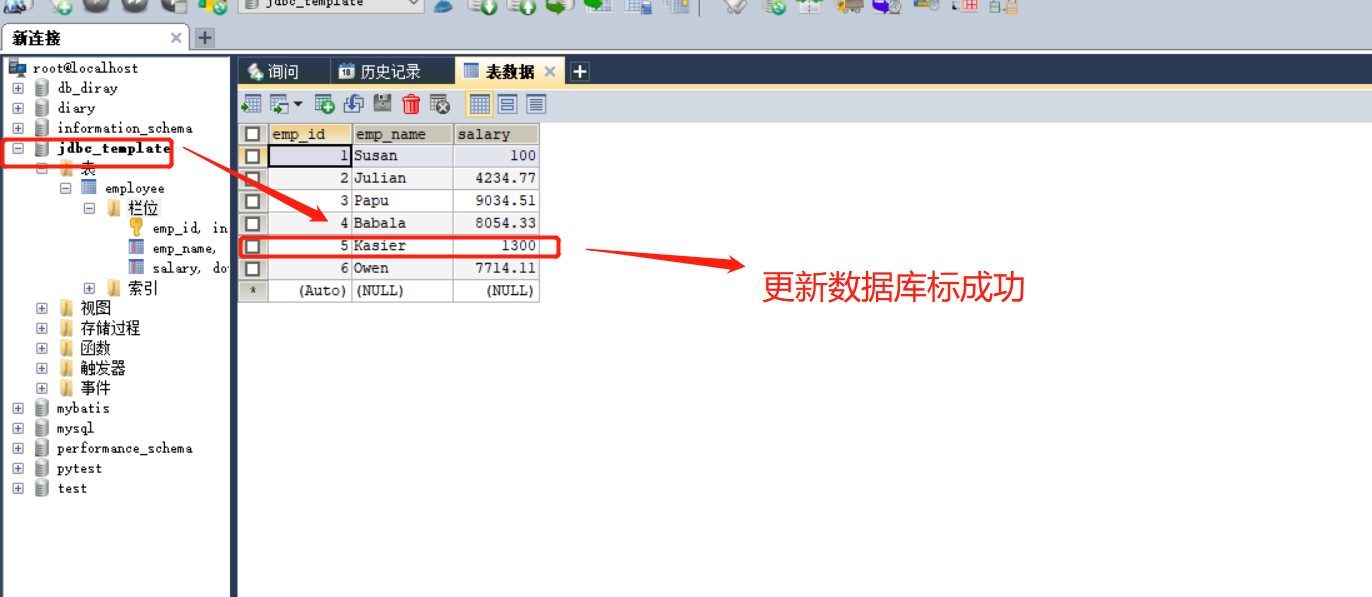 jdbc_template
新连接
root@localhost
db_diray
diary
information_schema
jdbc_template
表
employee
栏位
emp_id, in
emp_name,
salary, do
索引
视图
存储过程
函数
触发器
事件
mybatis
mysql
performance_schema
pytest
test
询问 18 历史记录 表数据
emp_id emp_name salary
1 Susan 100
2 Julian 4234.77
3 Papu 9034.51
4 Babala 8054.33
5 Kasier 1300
6 Owen 7714.11
* (Auto) (NULL) (NULL)
更新数据库标成功